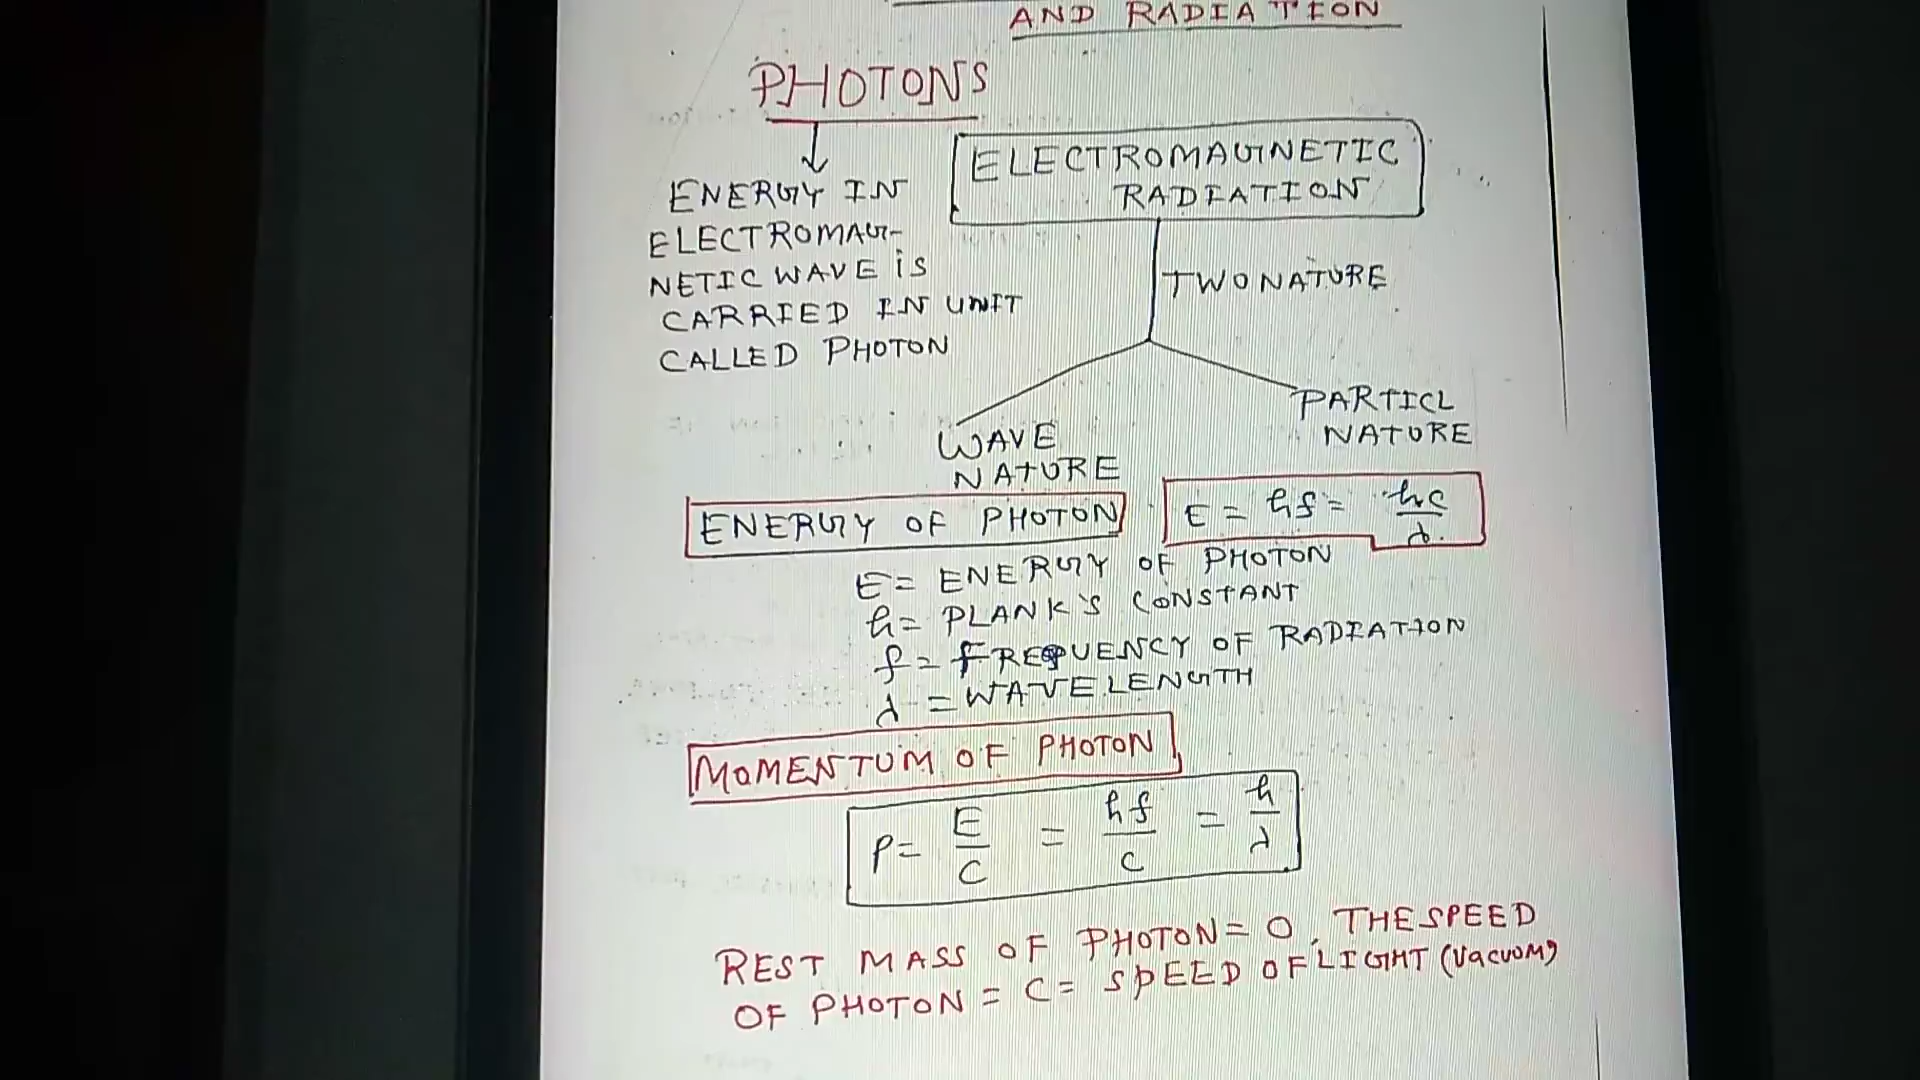 AND RADIATION
PHOTONS
ENERGY IN
ELECTROMAG-
NETIC WAVE is
CARRIED IN UNIT
CALLED PHOTON
ELECTROMAGNETIC
RADIATION
TWO NATURE
WAVE
NATURE
PARTICL
NATURE
ENERGY OF PHOTON
E = hf = hc/λ
E = ENERGY OF PHOTON
h = PLANK'S CONSTANT
f = FREQUENCY OF RADIATION
λ = WAVELENGTH
MOMENTUM OF PHOTON
P = E/C = hf/C = h/λ
REST MASS OF PHOTON = 0, THE SPEED
OF PHOTON = C = SPEED OF LIGHT (VACUUM)